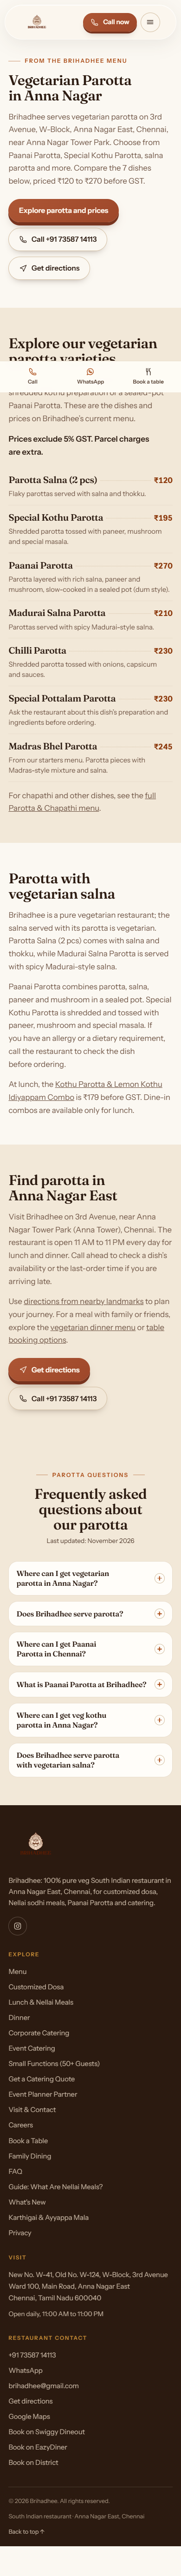 BRIHADHEE
Call now
FROM THE BRIHADHEE MENU
Vegetarian Parotta
in Anna Nagar
Brihadhee serves vegetarian parotta on 3rd
Avenue, W-Block, Anna Nagar East, Chennai,
near Anna Nagar Tower Park. Choose from
Paanai Parotta, Special Kothu Parotta, salna
parotta and more. Compare the 7 dishes
below, priced ₹120 to ₹270 before GST.
Explore parotta and prices
Call +91 73587 14113
Get directions
Explore our vegetarian
parotta varieties
Call
WhatsApp
Book a table
shredded kothu preparation or a sealed-pot
Paanai Parotta. These are the dishes and
prices on Brihadhee's current menu.
Prices exclude 5% GST. Parcel charges
are extra.
Parotta Salna (2 pcs) ₹120
Flaky parottas served with salna and thokku.
Special Kothu Parotta ₹195
Shredded parotta tossed with paneer, mushroom
and special masala.
Paanai Parotta ₹270
Parotta layered with rich salna, paneer and
mushroom, slow-cooked in a sealed pot (dum style).
Madurai Salna Parotta ₹210
Parottas served with spicy Madurai-style salna.
Chilli Parotta ₹230
Shredded parotta tossed with onions, capsicum
and sauces.
Special Pottalam Parotta ₹230
Ask the restaurant about this dish's preparation and
ingredients before ordering.
Madras Bhel Parotta ₹245
From our starters menu. Parotta pieces with
Madras-style mixture and salna.
For chapathi and other dishes, see the full
Parotta & Chapathi menu.
Parotta with
vegetarian salna
Brihadhee is a pure vegetarian restaurant; the
salna served with its parotta is vegetarian.
Parotta Salna (2 pcs) comes with salna and
thokku, while Madurai Salna Parotta is served
with spicy Madurai-style salna.
Paanai Parotta combines parotta, salna,
paneer and mushroom in a sealed pot. Special
Kothu Parotta is shredded and tossed with
paneer, mushroom and special masala. If
you have an allergy or a dietary requirement,
call the restaurant to check the dish
before ordering.
At lunch, the Kothu Parotta & Lemon Kothu
Idiyappam Combo is ₹179 before GST. Dine-in
combos are available only for lunch.
Find parotta in
Anna Nagar East
Visit Brihadhee on 3rd Avenue, near Anna
Nagar Tower Park (Anna Tower), Chennai. The
restaurant is open 11 AM to 11 PM every day for
lunch and dinner. Call ahead to check a dish's
availability or the last-order time if you are
arriving late.
Use directions from nearby landmarks to plan
your journey. For a meal with family or friends,
explore the vegetarian dinner menu or table
booking options.
Get directions
Call +91 73587 14113
PAROTTA QUESTIONS
Frequently asked
questions about
our parotta
Last updated: November 2026
Where can I get vegetarian
parotta in Anna Nagar?
Does Brihadhee serve parotta?
Where can I get Paanai
Parotta in Chennai?
What is Paanai Parotta at Brihadhee?
Where can I get veg kothu
parotta in Anna Nagar?
Does Brihadhee serve parotta
with vegetarian salna?
BRIHADHEE
Brihadhee: 100% pure veg South Indian restaurant in
Anna Nagar East, Chennai, for customized dosa,
Nellai sodhi meals, Paanai Parotta and catering.
EXPLORE
Menu
Customized Dosa
Lunch & Nellai Meals
Dinner
Corporate Catering
Event Catering
Small Functions (50+ Guests)
Get a Catering Quote
Event Planner Partner
Visit & Contact
Careers
Book a Table
Family Dining
FAQ
Guide: What Are Nellai Meals?
What's New
Karthigai & Ayyappa Mala
Privacy
VISIT
New No. W-41, Old No. W-124, W-Block, 3rd Avenue
Ward 100, Main Road, Anna Nagar East
Chennai, Tamil Nadu 600040
Open daily, 11:00 AM to 11:00 PM
RESTAURANT CONTACT
+91 73587 14113
WhatsApp
brihadhee@gmail.com
Get directions
Google Maps
Book on Swiggy Dineout
Book on EazyDiner
Book on District
© 2026 Brihadhee. All rights reserved.
South Indian restaurant · Anna Nagar East, Chennai
Back to top ↑